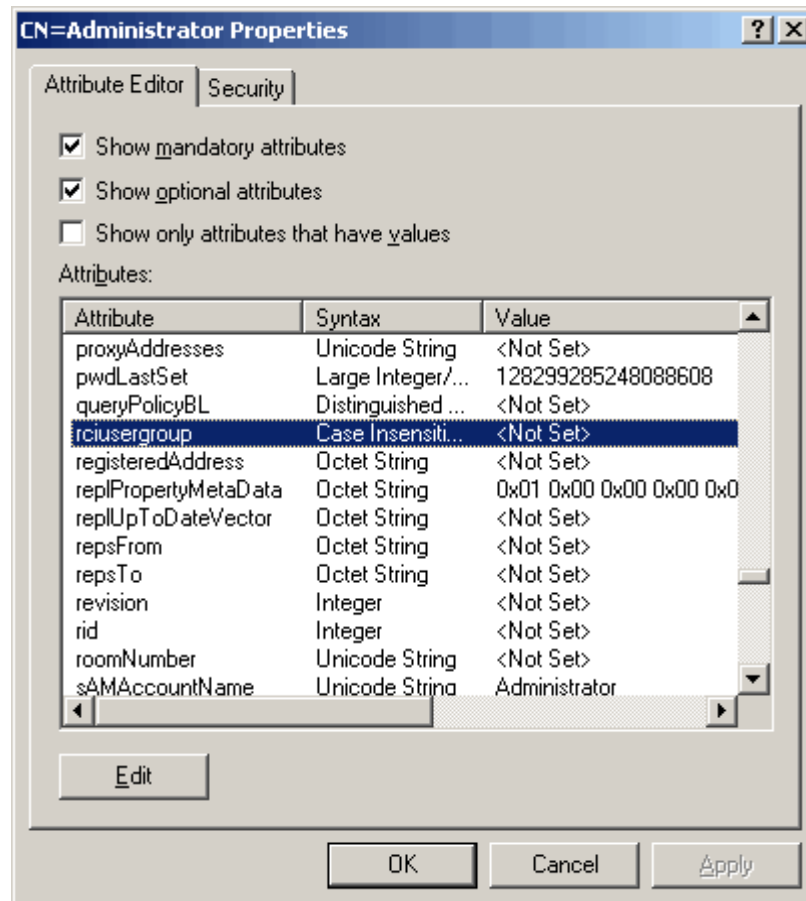 CN=Administrator Properties
Attribute Editor Security
Show mandatory attributes
Show optional attributes
Show only attributes that have values
Attributes:
Attribute Syntax Value
proxyAddresses Unicode String <Not Set>
pwdLastSet Large Integer/... 128299285248088608
queryPolicyBL Distinguished ... <Not Set>
rciusergroup Case Insensiti... <Not Set>
registeredAddress Octet String <Not Set>
replPropertyMetaData Octet String 0x01 0x00 0x00 0x00 0x0
replUpToDateVector Octet String <Not Set>
repsFrom Octet String <Not Set>
repsTo Octet String <Not Set>
revision Integer <Not Set>
rid Integer <Not Set>
roomNumber Unicode String <Not Set>
sAMAccountName Unicode String Administrator
Edit
OK Cancel Apply